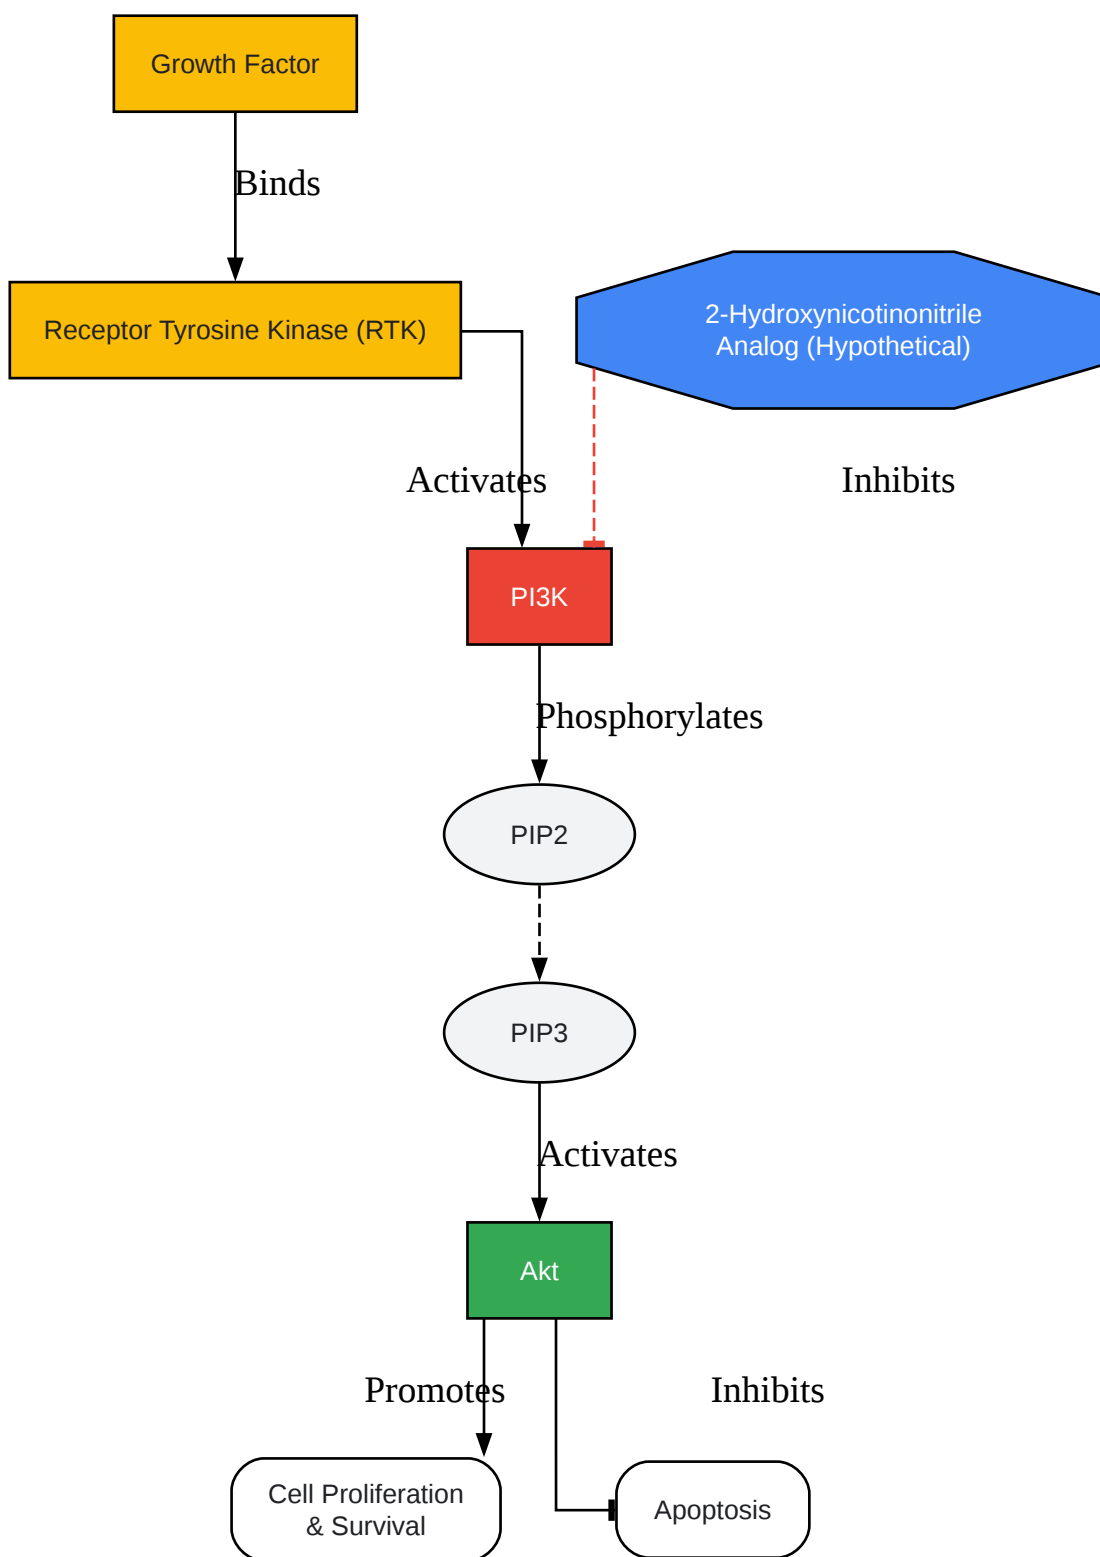 Growth Factor
Binds
Receptor Tyrosine Kinase (RTK)
2-Hydroxynicotinonitrile
Analog (Hypothetical)
Activates
Inhibits
PI3K
Phosphorylates
PIP2
PIP3
Activates
Akt
Promotes
Inhibits
Cell Proliferation
& Survival
Apoptosis